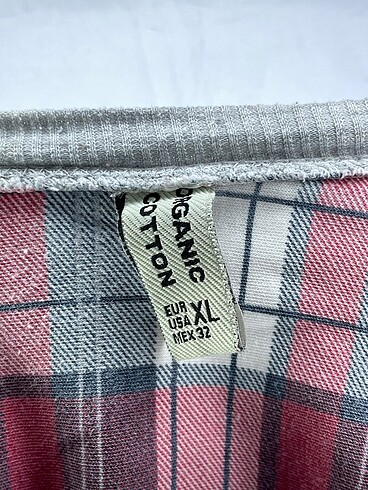 ORGANIC
COTTON
EUR
USA XL
MEX 32